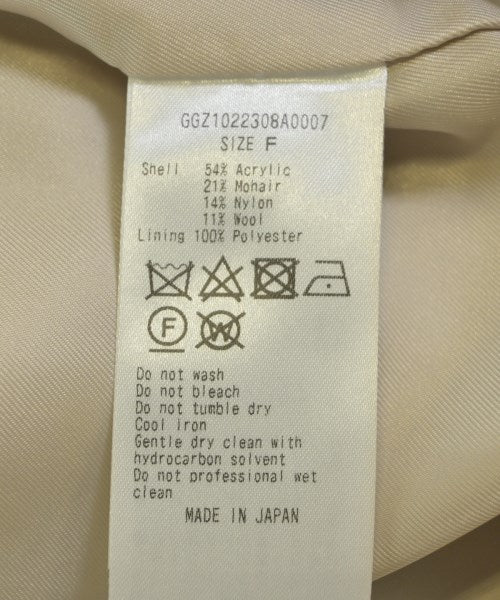 GGZ1022308A0007
SIZE F
Shell 54% Acrylic
21% Mohair
14% Nylon
11% Wool
Lining 100% Polyester
F W
Do not wash
Do not bleach
Do not tumble dry
Cool iron
Gentle dry clean with
hydrocarbon solvent
Do not professional wet
clean
MADE IN JAPAN